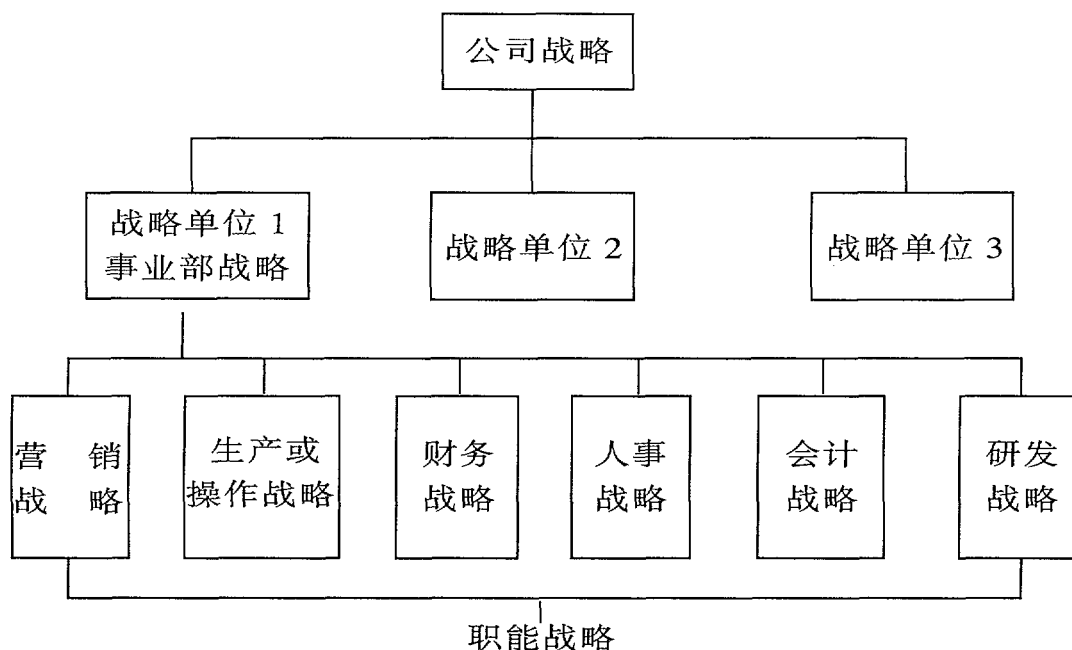 公司战略
战略单位 1
事业部战略
战略单位 2
战略单位 3
营 销
战 略
生产或
操作战略
财务
战略
人事
战略
会计
战略
研发
战略
职能战略